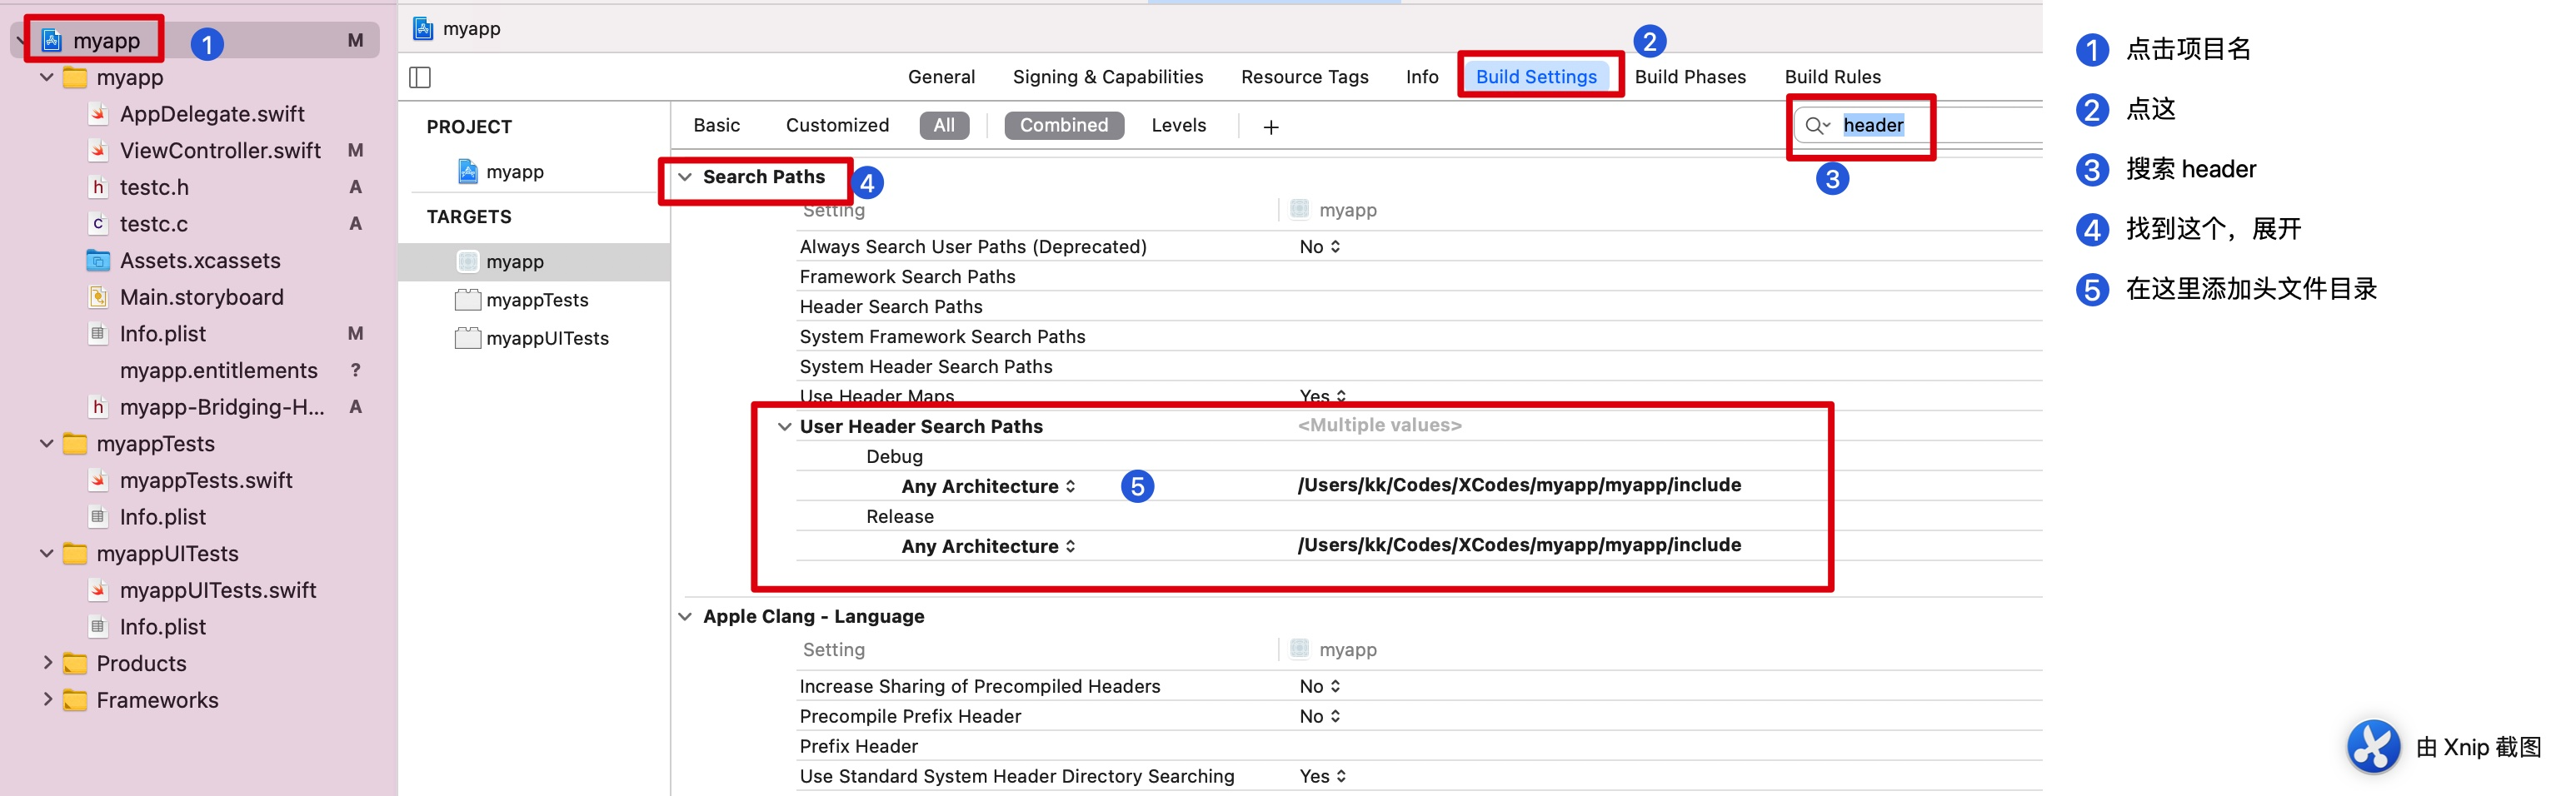 myapp
1
M
myapp
AppDelegate.swift
ViewController.swift M
testc.h A
testc.c A
Assets.xcassets
Main.storyboard
Info.plist M
myapp.entitlements ?
myapp-Bridging-H... A
myappTests
myappTests.swift
Info.plist
myappUITests
myappUITests.swift
Info.plist
Products
Frameworks
myapp
2
General Signing & Capabilities Resource Tags Info Build Settings Build Phases Build Rules
PROJECT
myapp
TARGETS
myapp
myappTests
myappUITests
Basic Customized All Combined Levels + header
3
Search Paths 4
Setting myapp
Always Search User Paths (Deprecated) No
Framework Search Paths
Header Search Paths
System Framework Search Paths
System Header Search Paths
Use Header Maps Yes
User Header Search Paths <Multiple values>
Debug
Any Architecture 5 /Users/kk/Codes/XCodes/myapp/myapp/include
Release
Any Architecture /Users/kk/Codes/XCodes/myapp/myapp/include
Apple Clang - Language
Setting myapp
Increase Sharing of Precompiled Headers No
Precompile Prefix Header No
Prefix Header
Use Standard System Header Directory Searching Yes
1 点击项目名
2 点这
3 搜索 header
4 找到这个，展开
5 在这里添加头文件目录
由 Xnip 截图